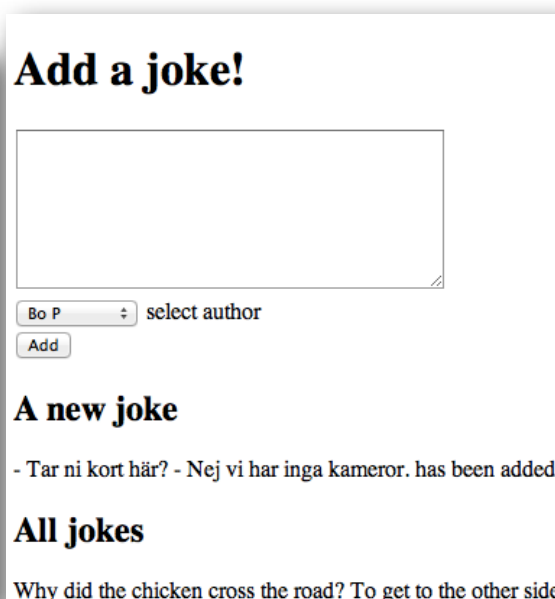 Add a joke!
Bo P select author
Add
A new joke
- Tar ni kort här? - Nej vi har inga kameror. has been added
All jokes
Why did the chicken cross the road? To get to the other side